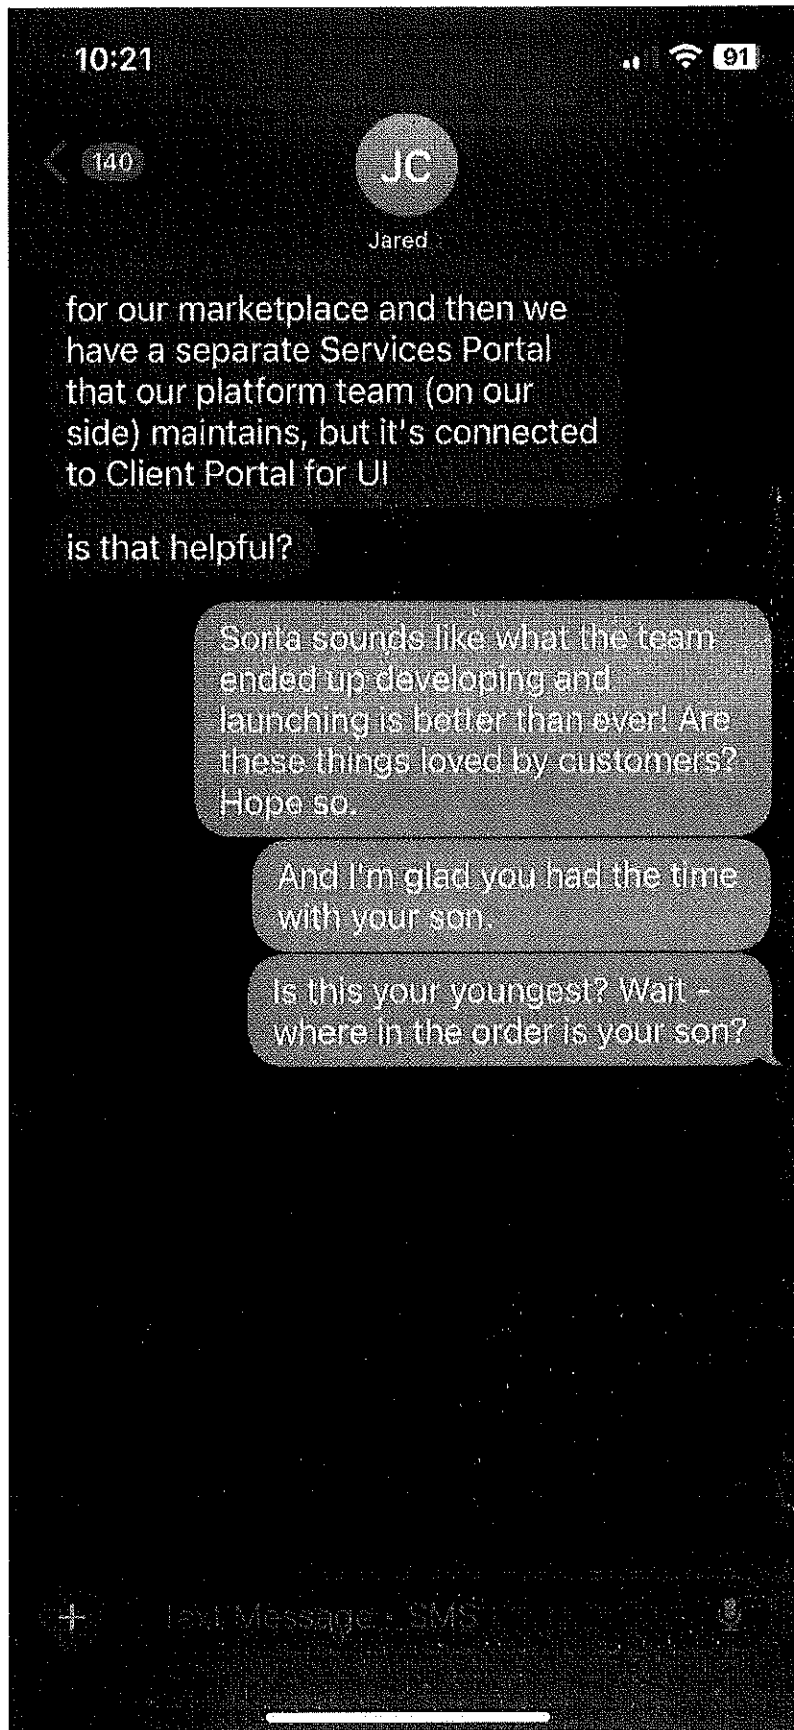 10:21
91
140
JC
Jared
for our marketplace and then we
have a separate Services Portal
that our platform team (on our
side) maintains, but it's connected
to Client Portal for UI
is that helpful?
Sorta sounds like what the team
ended up developing and
launching is better than ever! Are
these things loved by customers?
Hope so.
And I'm glad you had the time
with your son.
Is this your youngest? Wait -
where in the order is your son?
+
Text Message · SMS